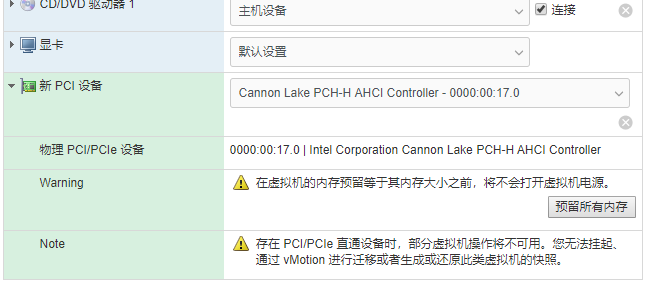 CD/DVD 驱动器 1
主机设备
连接
显卡
默认设置
新 PCI 设备
Cannon Lake PCH-H AHCI Controller - 0000:00:17.0
物理 PCI/PCIe 设备
0000:00:17.0 | Intel Corporation Cannon Lake PCH-H AHCI Controller
Warning
在虚拟机的内存预留等于其内存大小之前，将不会打开虚拟机电源。
预留所有内存
Note
存在 PCI/PCIe 直通设备时，部分虚拟机操作将不可用。您无法挂起、
通过 vMotion 进行迁移或者生成或还原此类虚拟机的快照。